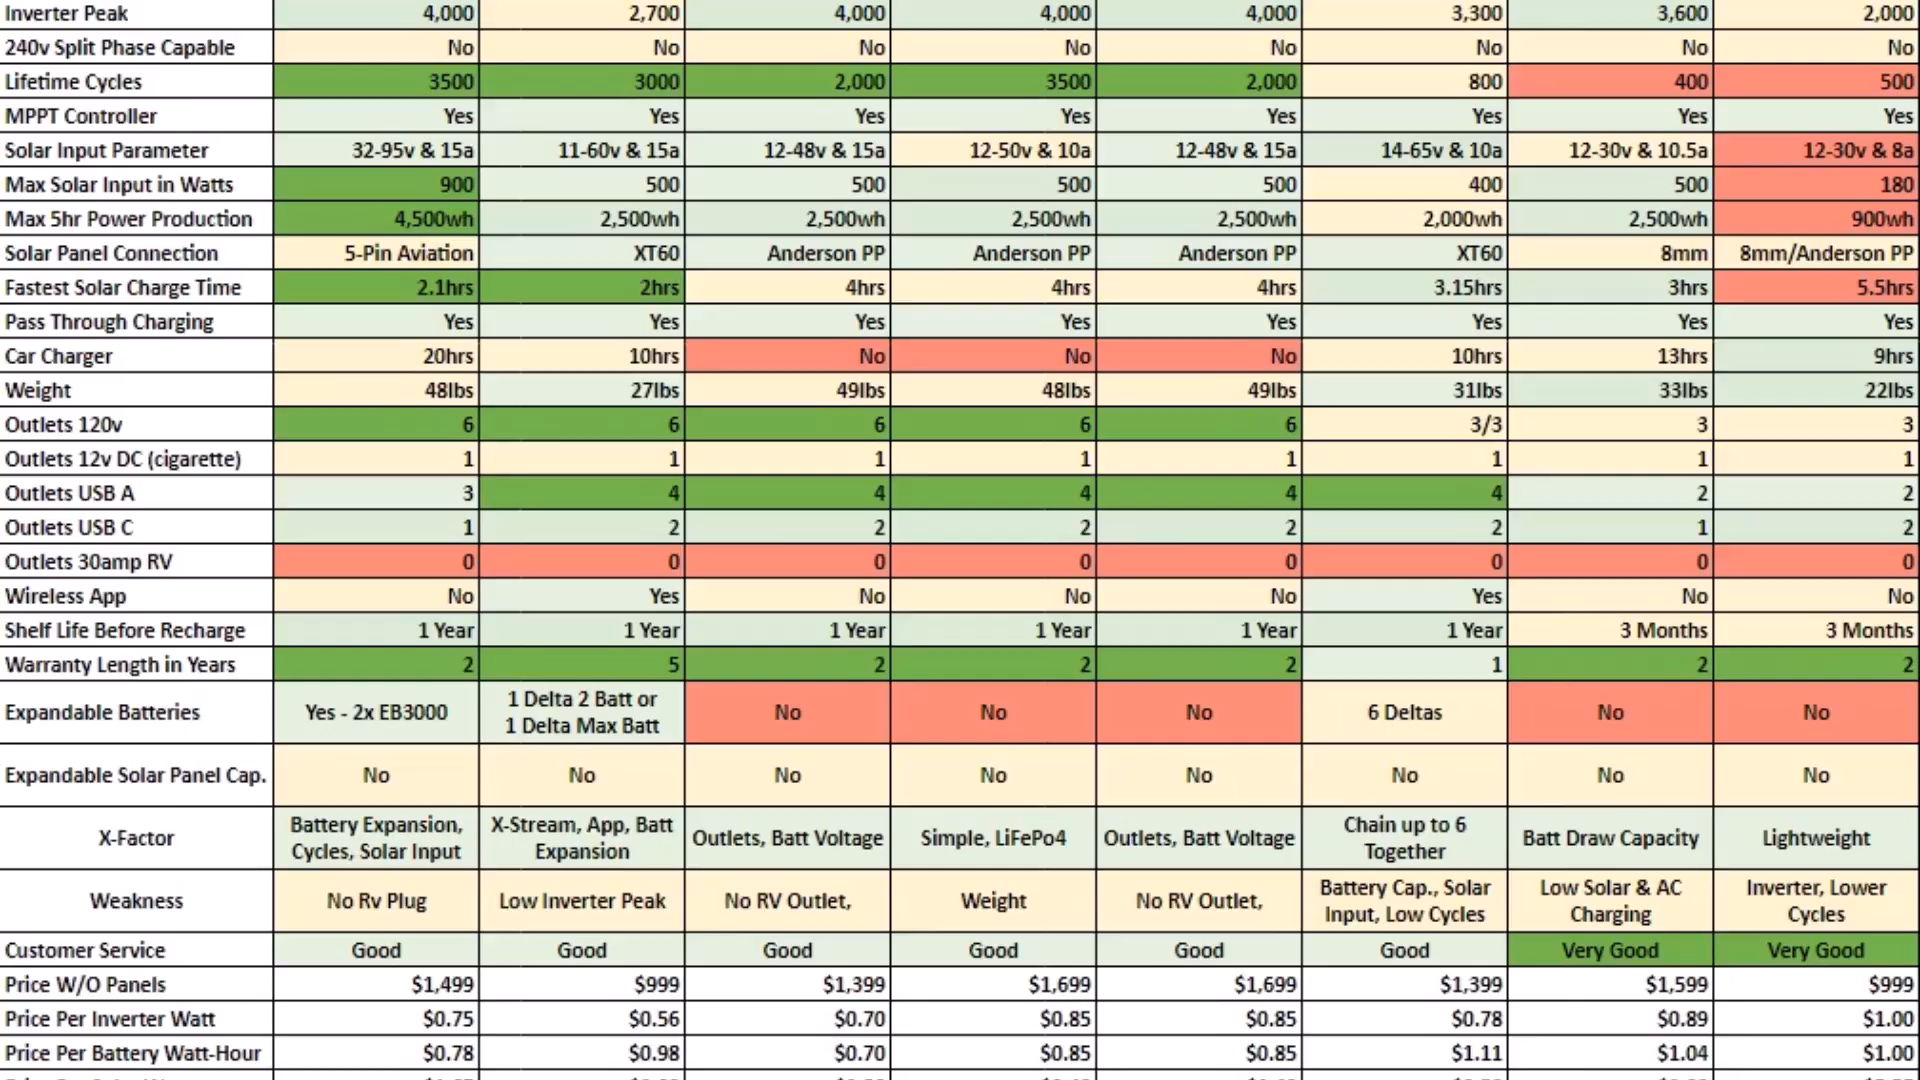 Inverter Peak 4,000 2,700 4,000 4,000 4,000 3,300 3,600 2,000
240v Split Phase Capable No No No No No No No No
Lifetime Cycles 3500 3000 2,000 3500 2,000 800 400 500
MPPT Controller Yes Yes Yes Yes Yes Yes Yes Yes
Solar Input Parameter 32-95v & 15a 11-60v & 15a 12-48v & 15a 12-50v & 10a 12-48v & 15a 14-65v & 10a 12-30v & 10.5a 12-30v & 8a
Max Solar Input in Watts 900 500 500 500 500 400 500 180
Max 5hr Power Production 4,500wh 2,500wh 2,500wh 2,500wh 2,500wh 2,000wh 2,500wh 900wh
Solar Panel Connection 5-Pin Aviation XT60 Anderson PP Anderson PP Anderson PP XT60 8mm 8mm/Anderson PP
Fastest Solar Charge Time 2.1hrs 2hrs 4hrs 4hrs 4hrs 3.15hrs 3hrs 5.5hrs
Pass Through Charging Yes Yes Yes Yes Yes Yes Yes Yes
Car Charger 20hrs 10hrs No No No 10hrs 13hrs 9hrs
Weight 48lbs 27lbs 49lbs 48lbs 49lbs 31lbs 33lbs 22lbs
Outlets 120v 6 6 6 6 6 3/3 3 3
Outlets 12v DC (cigarette) 1 1 1 1 1 1 1 1
Outlets USB A 3 4 4 4 4 4 2 2
Outlets USB C 1 2 2 2 2 2 1 2
Outlets 30amp RV 0 0 0 0 0 0 0 0
Wireless App No Yes No No No Yes No No
Shelf Life Before Recharge 1 Year 1 Year 1 Year 1 Year 1 Year 1 Year 3 Months 3 Months
Warranty Length in Years 2 5 2 2 2 1 2 2
Expandable Batteries Yes - 2x EB3000 1 Delta 2 Batt or 1 Delta Max Batt No No No 6 Deltas No No
Expandable Solar Panel Cap. No No No No No No No No
X-Factor Battery Expansion, Cycles, Solar Input X-Stream, App, Batt Expansion Outlets, Batt Voltage Simple, LiFePo4 Outlets, Batt Voltage Chain up to 6 Together Batt Draw Capacity Lightweight
Weakness No Rv Plug Low Inverter Peak No RV Outlet, Weight No RV Outlet, Battery Cap., Solar Input, Low Cycles Low Solar & AC Charging Inverter, Lower Cycles
Customer Service Good Good Good Good Good Good Very Good Very Good
Price W/O Panels $1,499 $999 $1,399 $1,699 $1,699 $1,399 $1,599 $999
Price Per Inverter Watt $0.75 $0.56 $0.70 $0.85 $0.85 $0.78 $0.89 $1.00
Price Per Battery Watt-Hour $0.78 $0.98 $0.70 $0.85 $0.85 $1.11 $1.04 $1.00